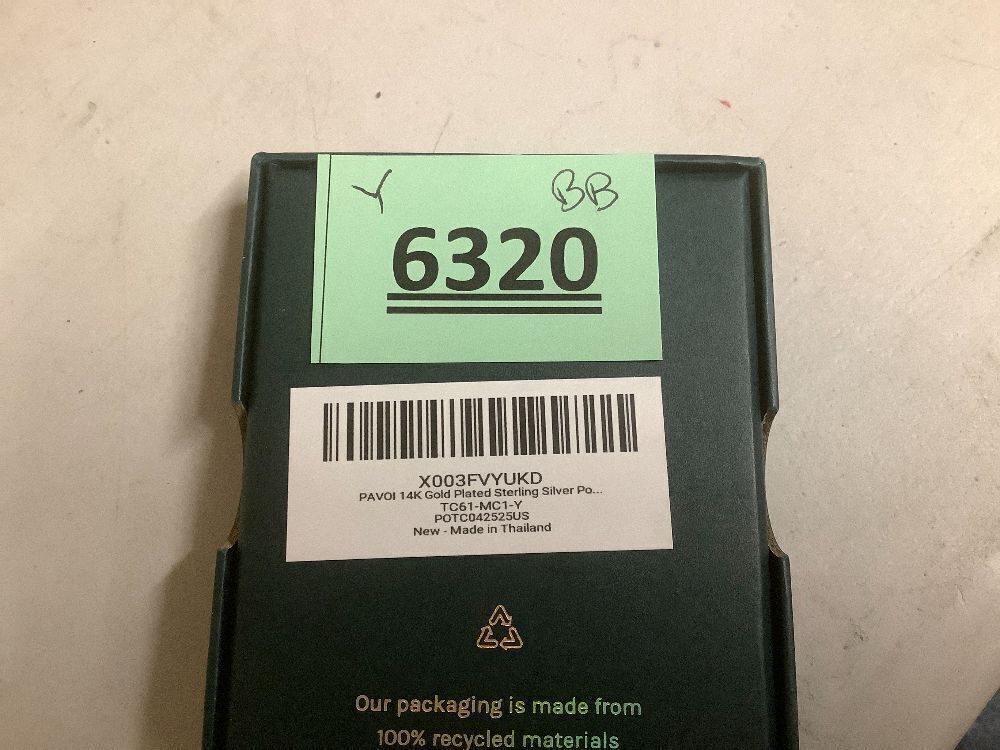 Y BB
6320
X003FVYUKD
PAVOI 14K Gold Plated Sterling Silver Po...
TC61-MC1-Y
POTC042525US
New - Made in Thailand
Our packaging is made from
100% recycled materials